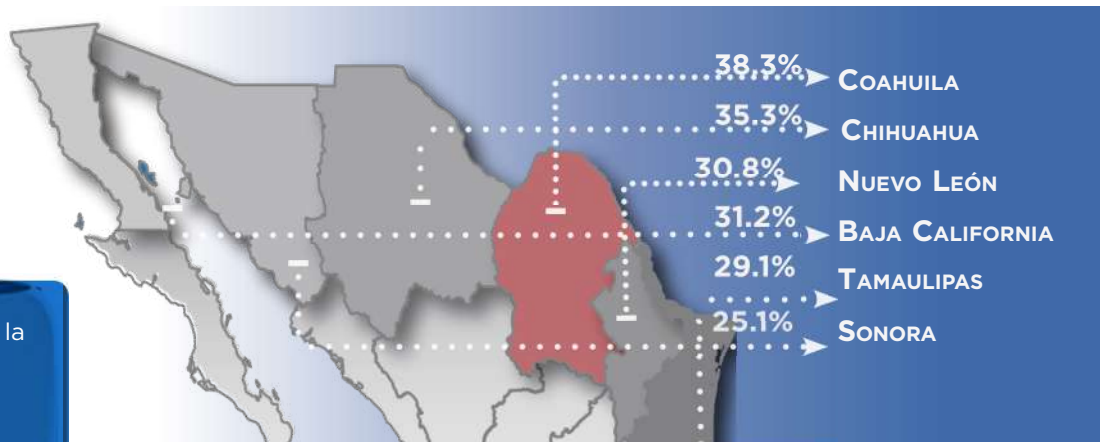 38.3% COAHUILA
35.3% CHIHUAHUA
30.8% NUEVO LEÓN
31.2% BAJA CALIFORNIA
29.1% TAMAULIPAS
25.1% SONORA
la